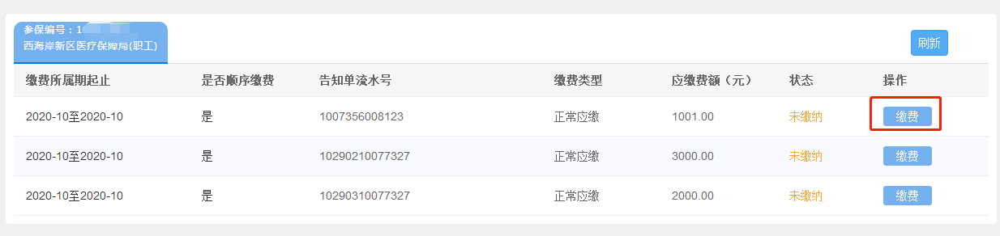 参保编号：1
西海岸新区医疗保障局(职工)
刷新
缴费所属期起止 是否顺序缴费 告知单流水号 缴费类型 应缴费额（元） 状态 操作
2020-10至2020-10 是 1007356008123 正常应缴 1001.00 未缴纳 缴费
2020-10至2020-10 是 10290210077327 正常应缴 3000.00 未缴纳 缴费
2020-10至2020-10 是 10290310077327 正常应缴 2000.00 未缴纳 缴费